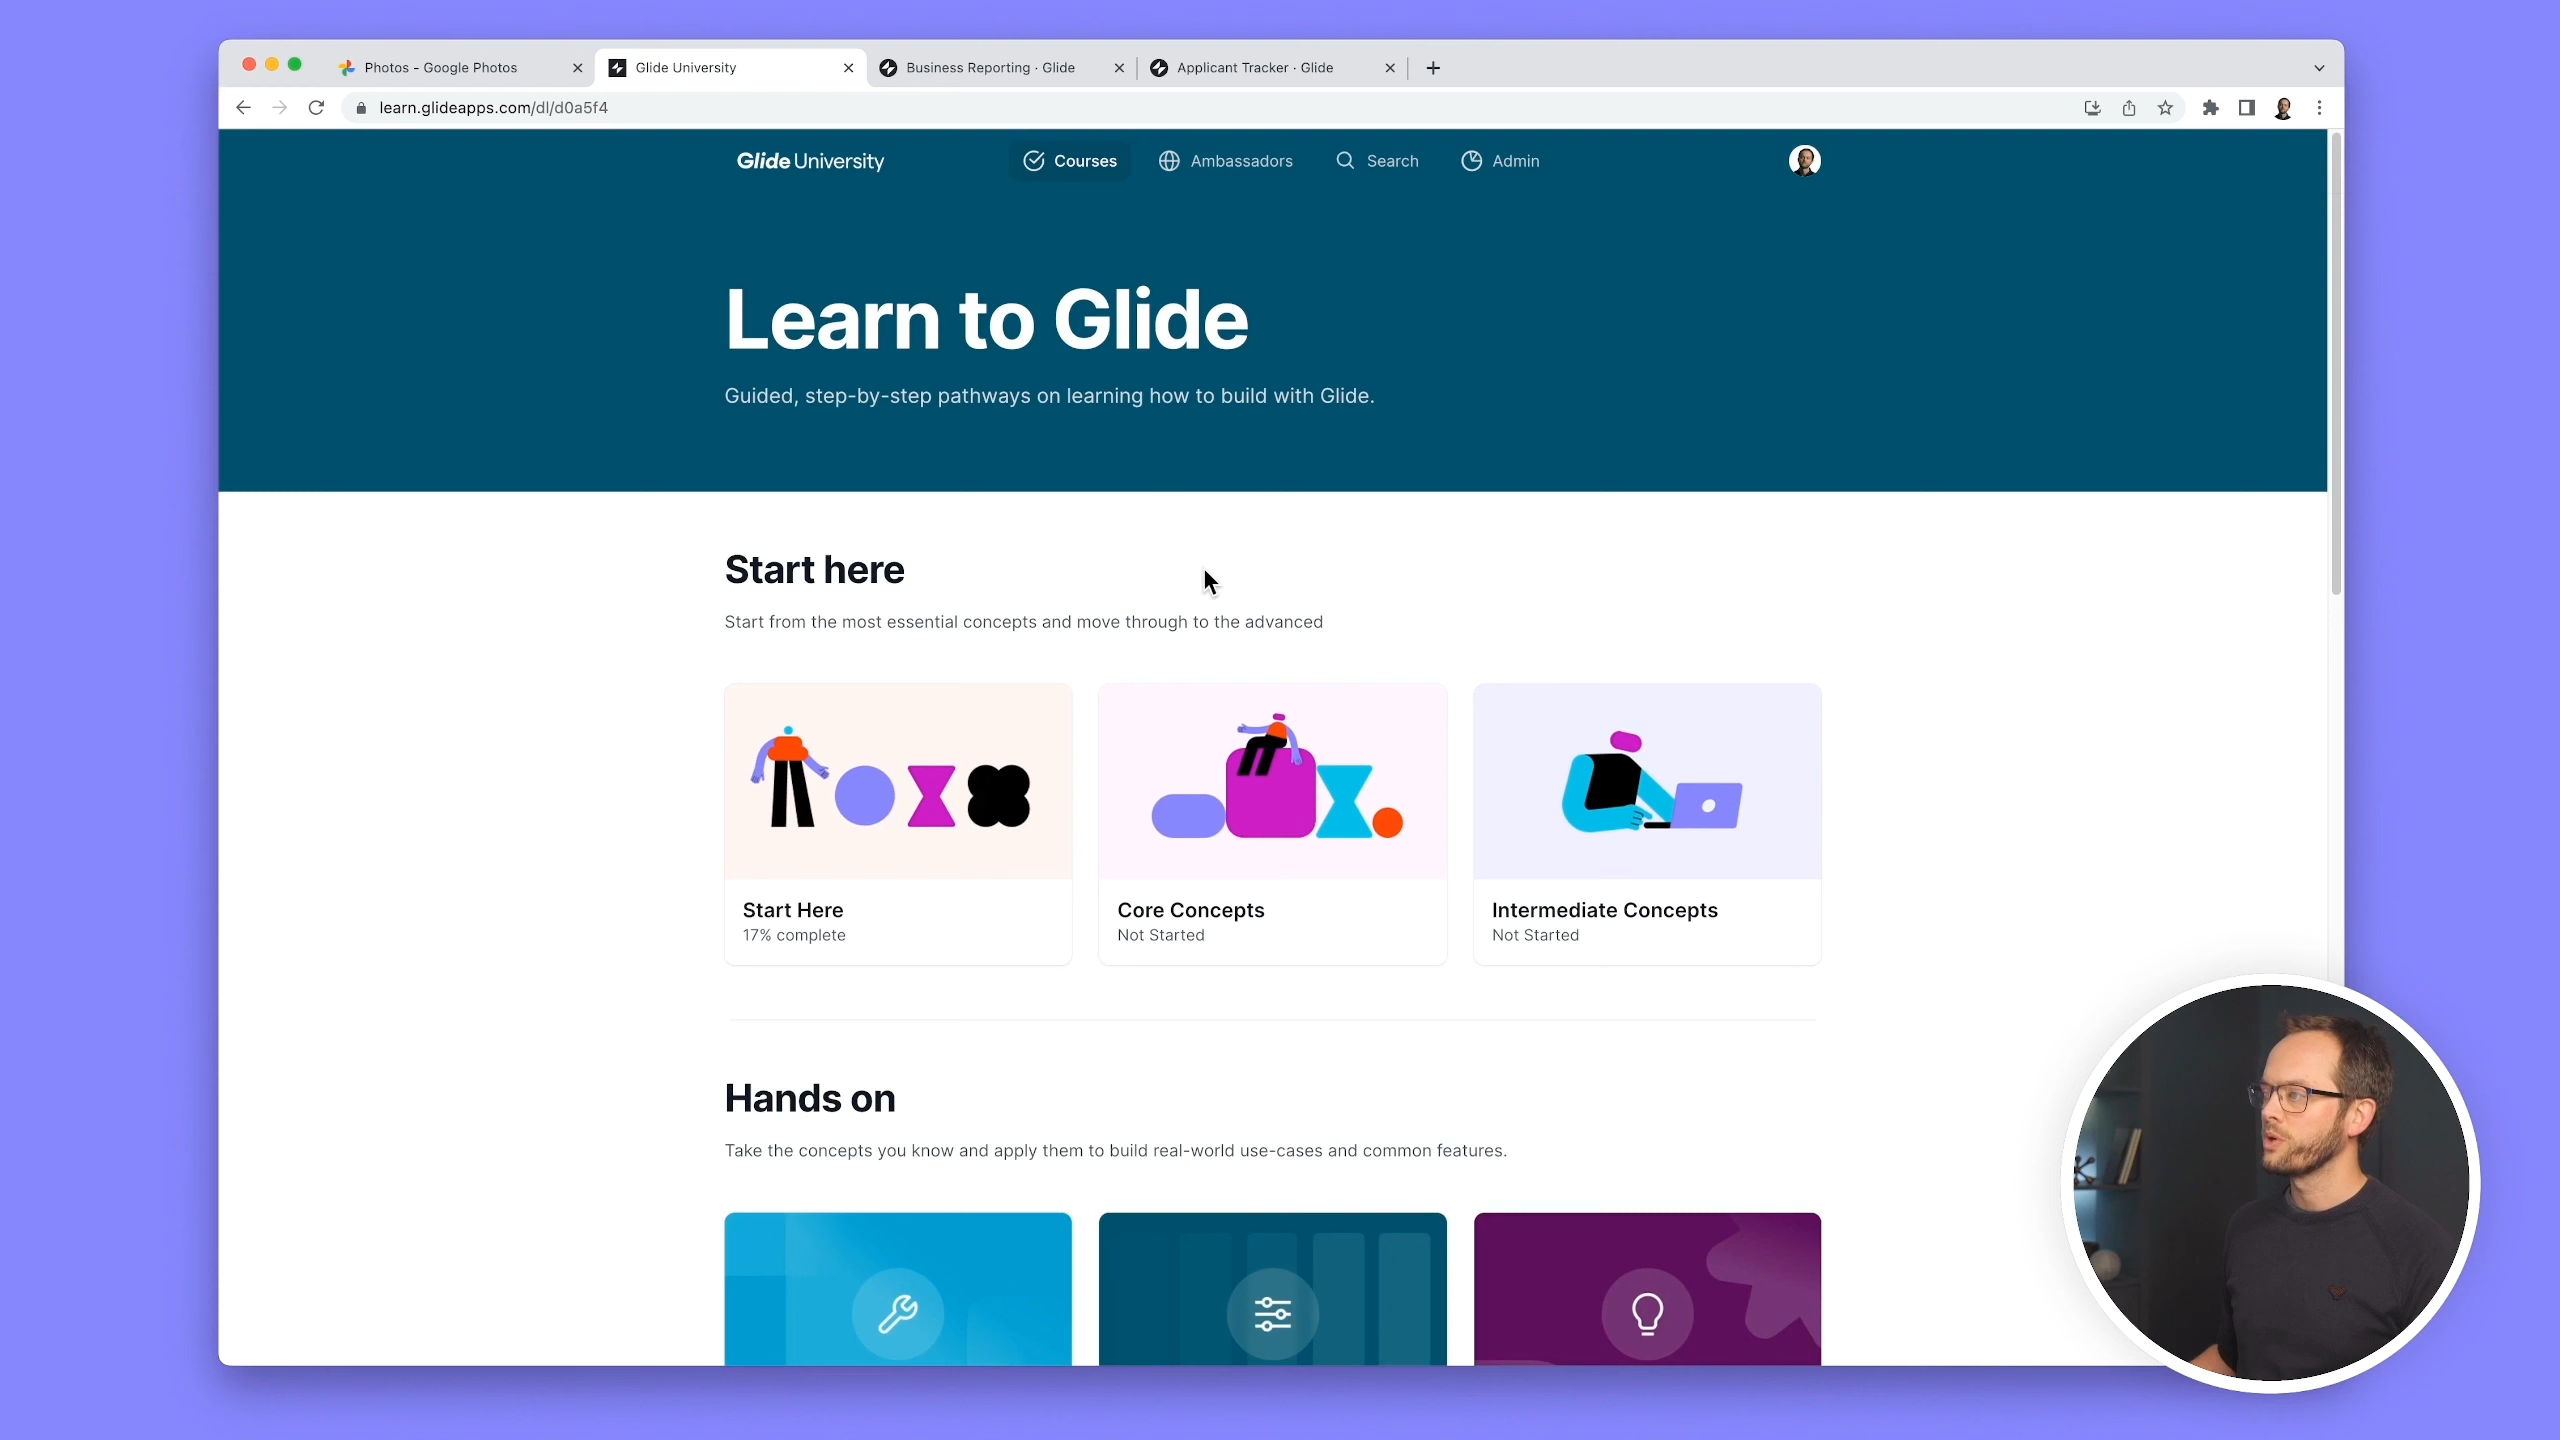 Photos - Google Photos
Glide University
Business Reporting · Glide
Applicant Tracker · Glide
learn.glideapps.com/dl/d0a5f4
Glide University
Courses
Ambassadors
Search
Admin
Learn to Glide
Guided, step-by-step pathways on learning how to build with Glide.
Start here
Start from the most essential concepts and move through to the advanced
Start Here
17% complete
Core Concepts
Not Started
Intermediate Concepts
Not Started
Hands on
Take the concepts you know and apply them to build real-world use-cases and common features.